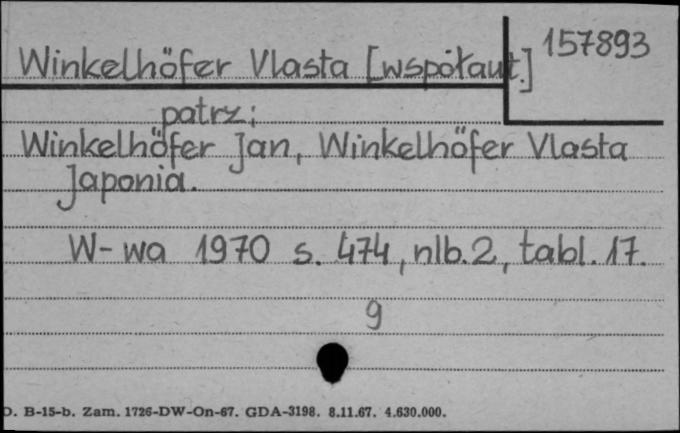 157893
Winkelhöfer Vlasta [współaut.]
patrz:
Winkelhöfer Jan, Winkelhöfer Vlasta
Japonia.
W-wa 1970 s. 474, nlb. 2, tabl. 17.
9
D. B-15-b. Zam. 1726-DW-On-67. GDA-3198. 8.11.67. 4.630.000.